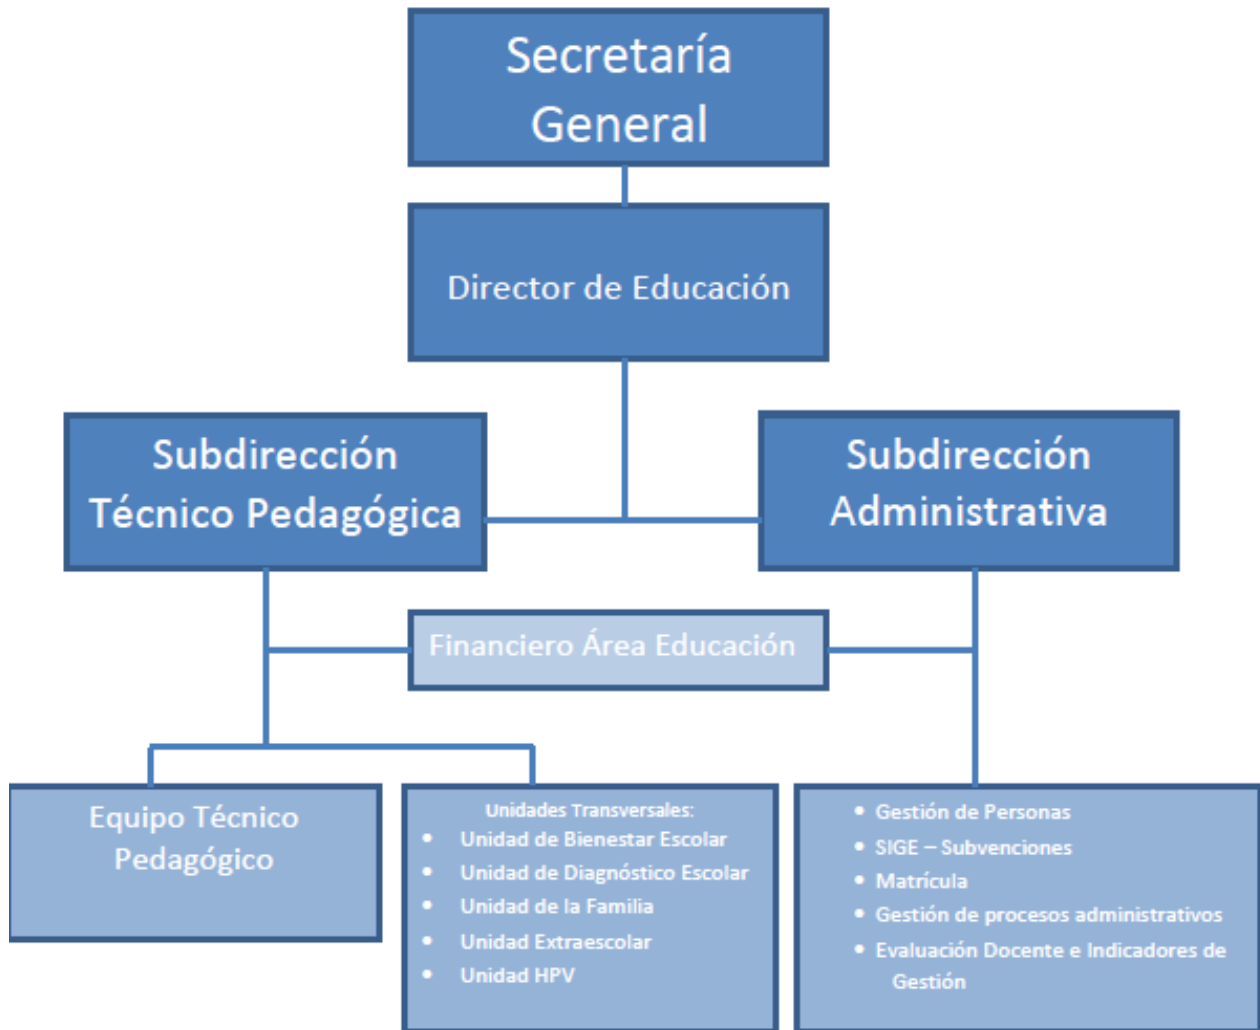 Secretaría
General
Director de Educación
Subdirección
Técnico Pedagógica
Subdirección
Administrativa
Financiero Área Educación
Equipo Técnico
Pedagógico
Unidades Transversales:
• Unidad de Bienestar Escolar
• Unidad de Diagnóstico Escolar
• Unidad de la Familia
• Unidad Extraescolar
• Unidad HPV
• Gestión de Personas
• SIGE – Subvenciones
• Matrícula
• Gestión de procesos administrativos
• Evaluación Docente e Indicadores de
Gestión